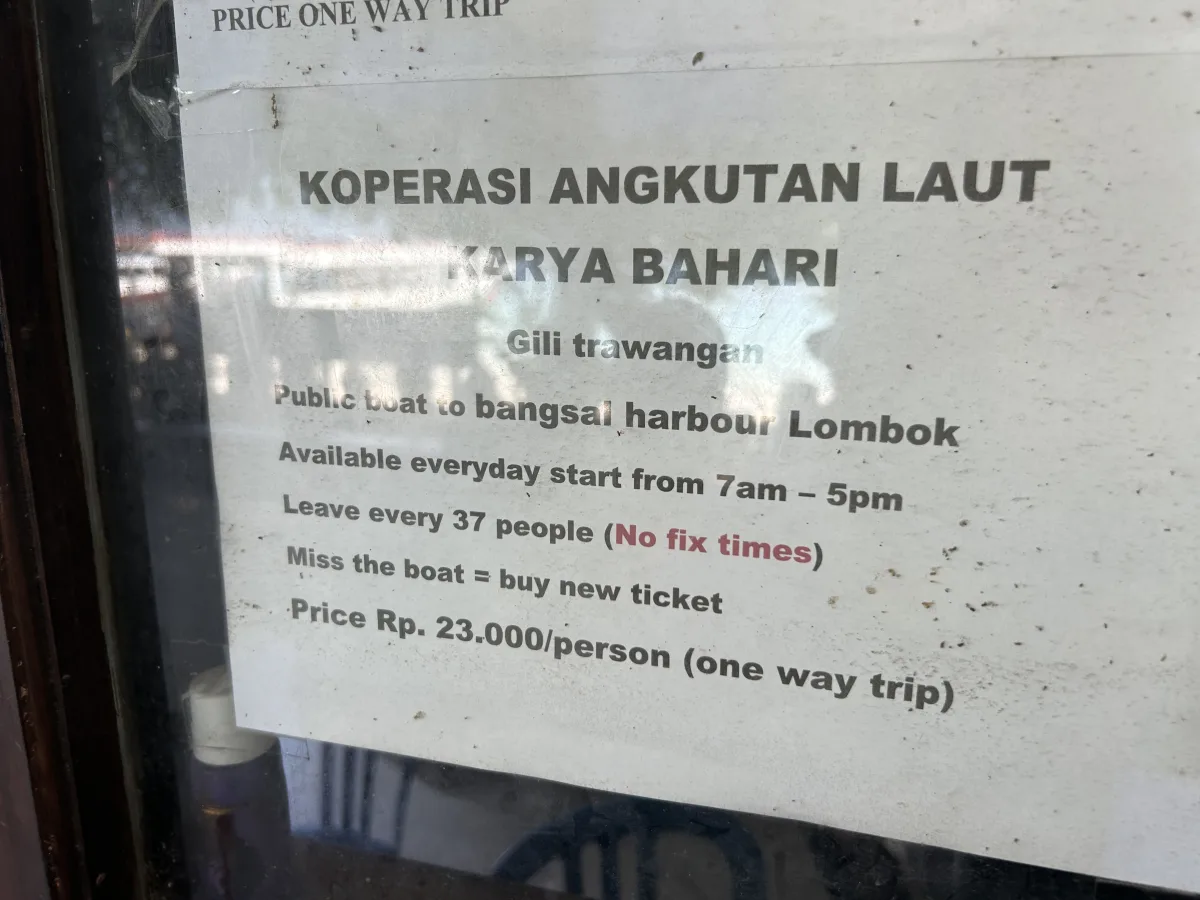 PRICE ONE WAY TRIP
KOPERASI ANGKUTAN LAUT
KARYA BAHARI
Gili trawangan
Public boat to bangsal harbour Lombok
Available everyday start from 7am – 5pm
Leave every 37 people (No fix times)
Miss the boat = buy new ticket
Price Rp. 23.000/person (one way trip)